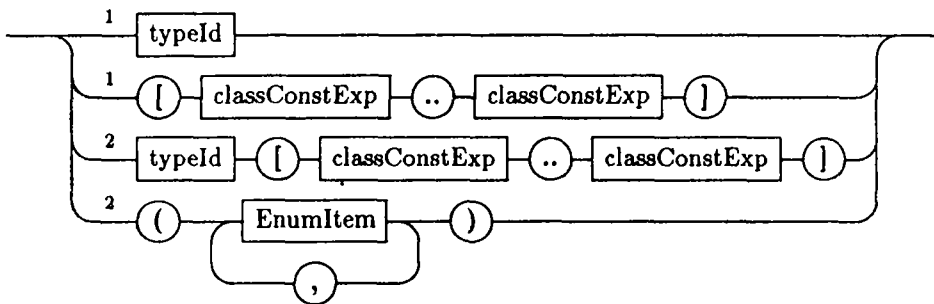 1 typeId
1 [ classConstExp .. classConstExp ]
2 typeId [ classConstExp .. classConstExp ]
2 ( EnumItem )
,